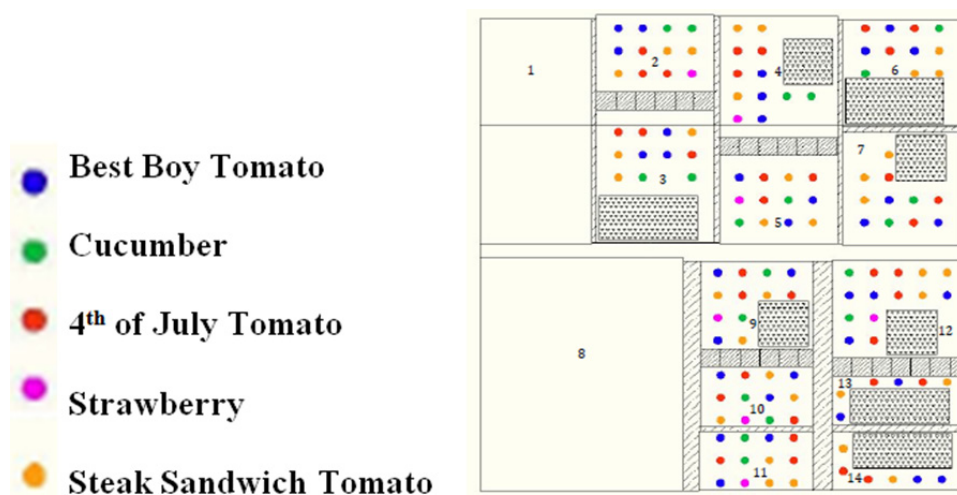 Best Boy Tomato
Cucumber
4th of July Tomato
Strawberry
Steak Sandwich Tomato
1
2
4
6
3
5
7
8
9
12
10
13
11
14